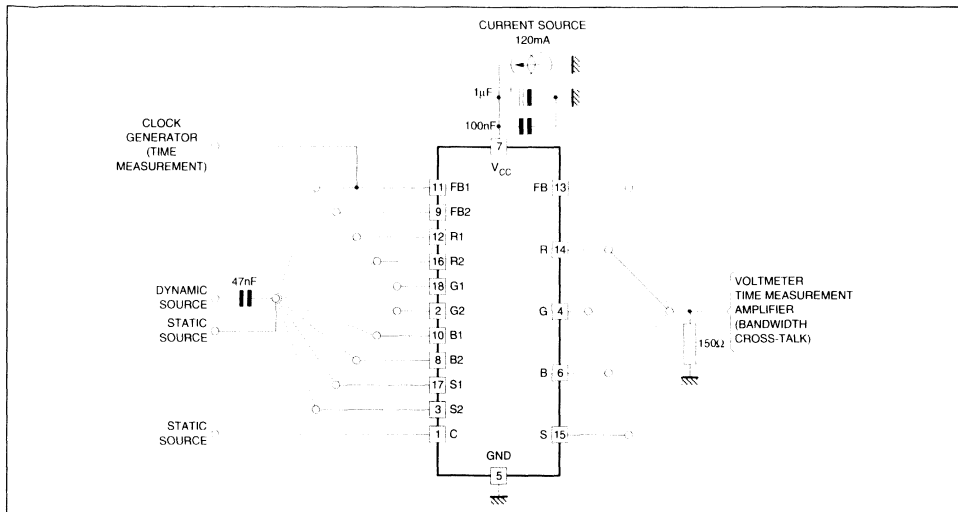 CURRENT SOURCE
120mA
1µF
100nF
7
V_CC
CLOCK
GENERATOR
(TIME
MEASUREMENT)
11 FB1
FB 13
9 FB2
12 R1
R 14
16 R2
18 G1
47nF
DYNAMIC
SOURCE
STATIC
SOURCE
2 G2
G 4
VOLTMETER
TIME MEASUREMENT
AMPLIFIER
(BANDWIDTH
CROSS-TALK)
150Ω
10 B1
8 B2
B 6
17 S1
3 S2
STATIC
SOURCE
1 C
S 15
GND
5